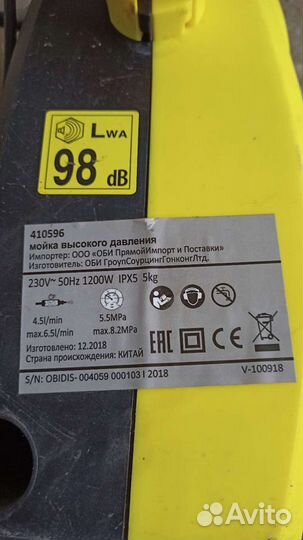 LWA
98 dB
410596
мойка высокого давления
Импортер: ООО «ОБИ ПрямойИмпорт и Поставки»
Изготовитель: ОБИ ГроупСоурцингГонконгЛтд.
230V~ 50Hz 1200W IPX5 5kg
4.5l/min 5.5MPa
max.6.5l/min max.8.2MPa
EAC
Изготовлено: 12.2018
Страна происхождения: КИТАЙ
S/N: OBIDIS- 004059 000103 I 2018 V-100918
Avito